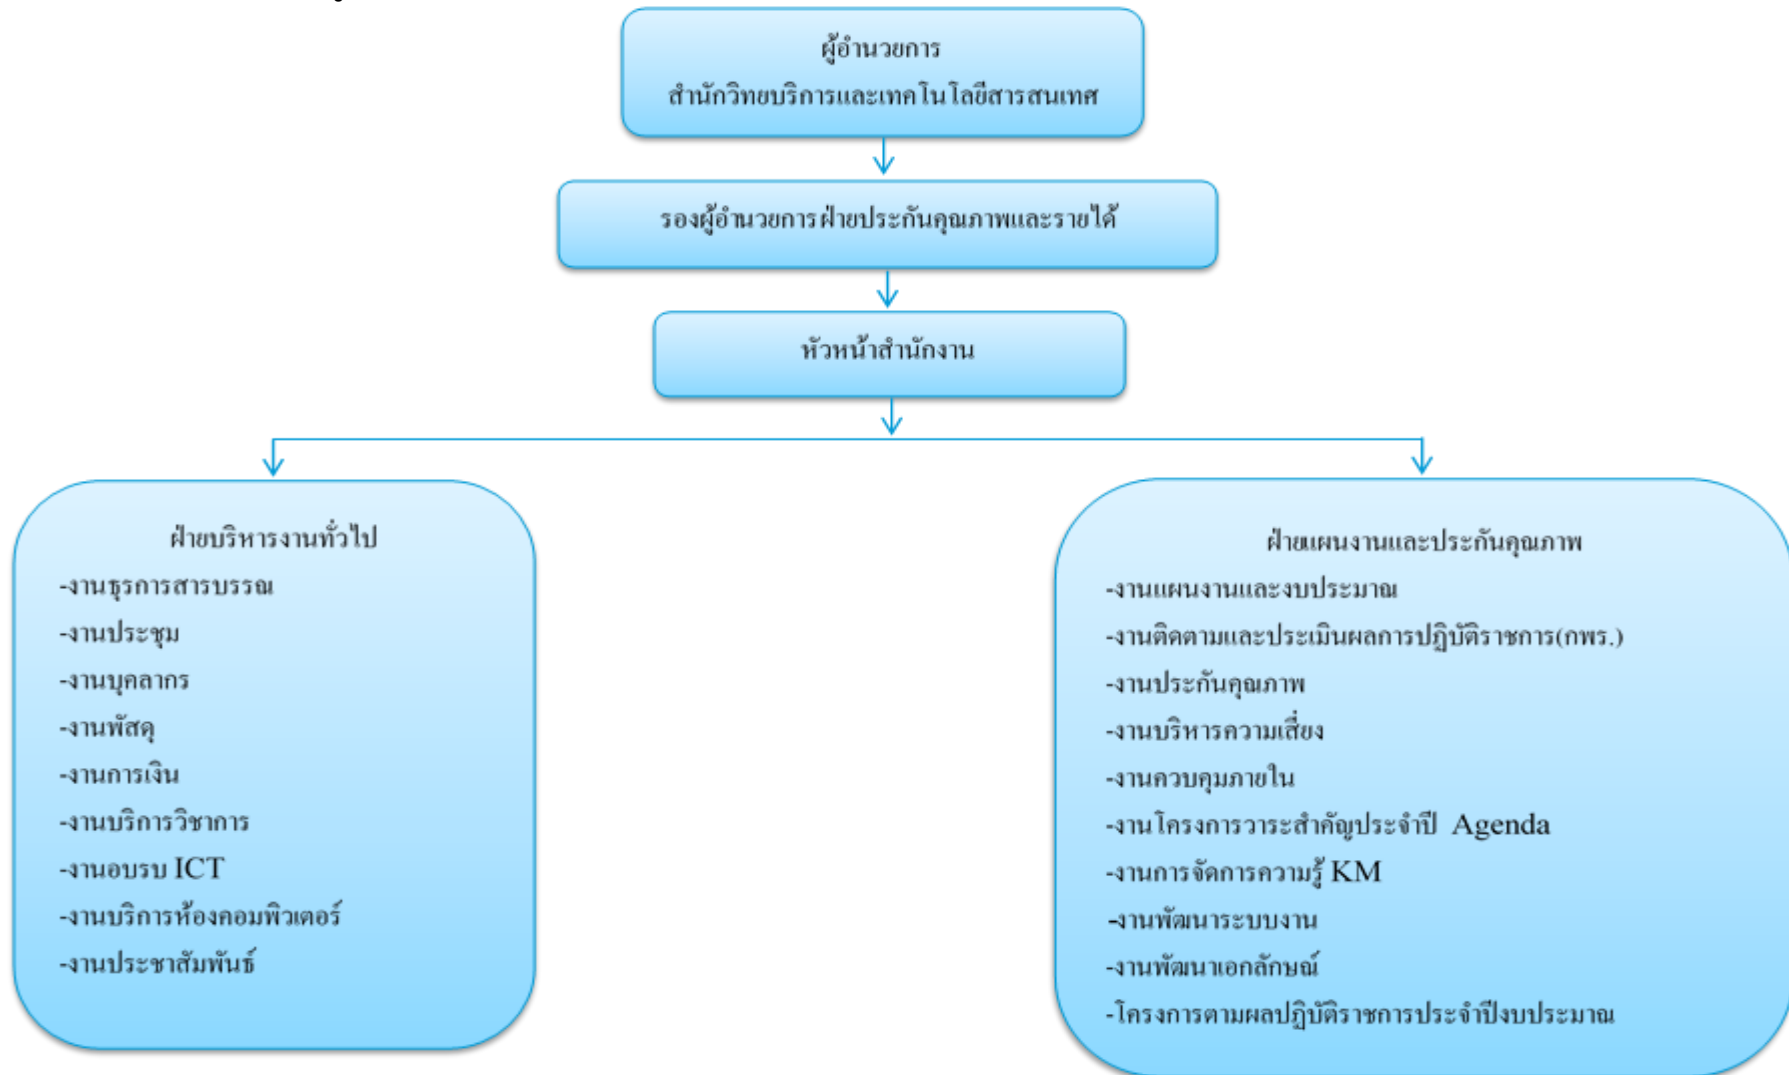 ผู้อำนวยการ
สำนักวิทยบริการและเทคโนโลยีสารสนเทศ
รองผู้อำนวยการฝ่ายประกันคุณภาพและรายได้
หัวหน้าสำนักงาน
ฝ่ายบริหารงานทั่วไป
-งานธุรการสารบรรณ
-งานประชุม
-งานบุคลากร
-งานพัสดุ
-งานการเงิน
-งานบริการวิชาการ
-งานอบรบ ICT
-งานบริการห้องคอมพิวเตอร์
-งานประชาสัมพันธ์
ฝ่ายแผนงานและประกันคุณภาพ
-งานแผนงานและงบประมาณ
-งานติดตามและประเมินผลการปฏิบัติราชการ(กพร.)
-งานประกันคุณภาพ
-งานบริหารความเสี่ยง
-งานควบคุมภายใน
-งานโครงการวาระสำคัญประจำปี Agenda
-งานการจัดการความรู้ KM
-งานพัฒนาระบบงาน
-งานพัฒนาเอกลักษณ์
-โครงการตามผลปฏิบัติราชการประจำปีงบประมาณ